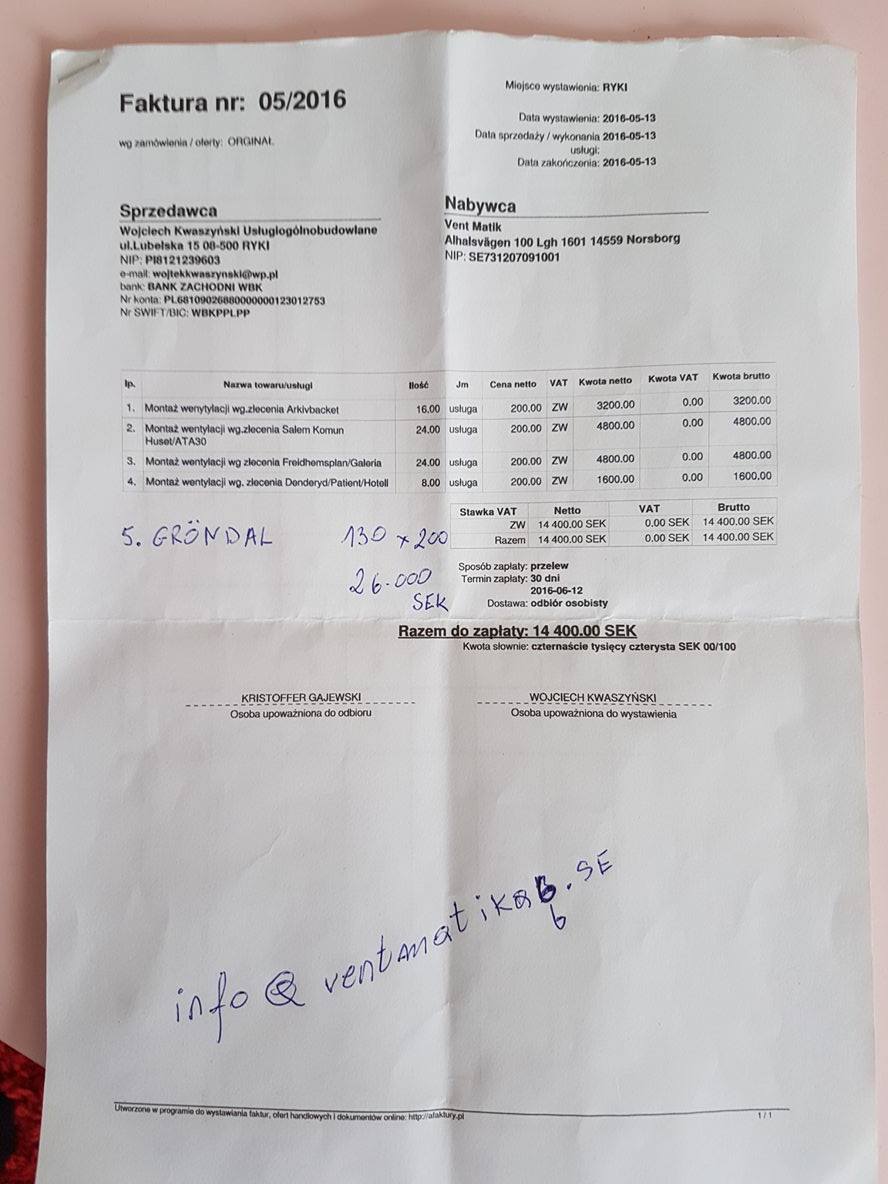 Faktura nr: 05/2016
wg zamówienia / oferty: ORGINAŁ
Miejsce wystawienia: RYKI
Data wystawienia: 2016-05-13
Data sprzedaży / wykonania 2016-05-13
usługi:
Data zakończenia: 2016-05-13
Sprzedawca
Wojciech Kwaszyński Usługiogólnobudowlane
ul.Lubelska 15 08-500 RYKI
NIP: Pl8121239603
e-mail: wojtekkwaszynski@wp.pl
bank: BANK ZACHODNI WBK
Nr konta: PL68109026880000000123012753
Nr SWIFT/BIC: WBKPPLPP
Nabywca
Vent Matik
Alhalsvägen 100 Lgh 1601 14559 Norsborg
NIP: SE731207091001
lp. Nazwa towaru/usługi Ilość Jm Cena netto VAT Kwota netto Kwota VAT Kwota brutto
1. Montaż wenytylacji wg.zlecenia Arkivbacket 16.00 usługa 200.00 ZW 3200.00 0.00 3200.00
2. Montaż wentylacji wg.zlecenia Salem Komun 24.00 usługa 200.00 ZW 4800.00 0.00 4800.00
Huset/ATA30
3. Montaż wentylacji wg zlecenia Freidhemsplan/Galeria 24.00 usługa 200.00 ZW 4800.00 0.00 4800.00
4. Montaż wentylacji wg. zlecenia Denderyd/Patient/Hotell 8.00 usługa 200.00 ZW 1600.00 0.00 1600.00
Stawka VAT Netto VAT Brutto
ZW 14 400.00 SEK 0.00 SEK 14 400.00 SEK
Razem 14 400.00 SEK 0.00 SEK 14 400.00 SEK
5. GRÖNDAL 130 x 200
26.000
SEK
Sposób zapłaty: przelew
Termin zapłaty: 30 dni
2016-06-12
Dostawa: odbiór osobisty
Razem do zapłaty: 14 400.00 SEK
Kwota słownie: czternaście tysięcy czterysta SEK 00/100
KRISTOFFER GAJEWSKI
Osoba upoważniona do odbioru
WOJCIECH KWASZYŃSKI
Osoba upoważniona do wystawienia
info@ventmatikab.SE
b
Utworzone w programie do wystawiania faktur, ofert handlowych i dokumentów online: http://afaktury.pl
1 / 1